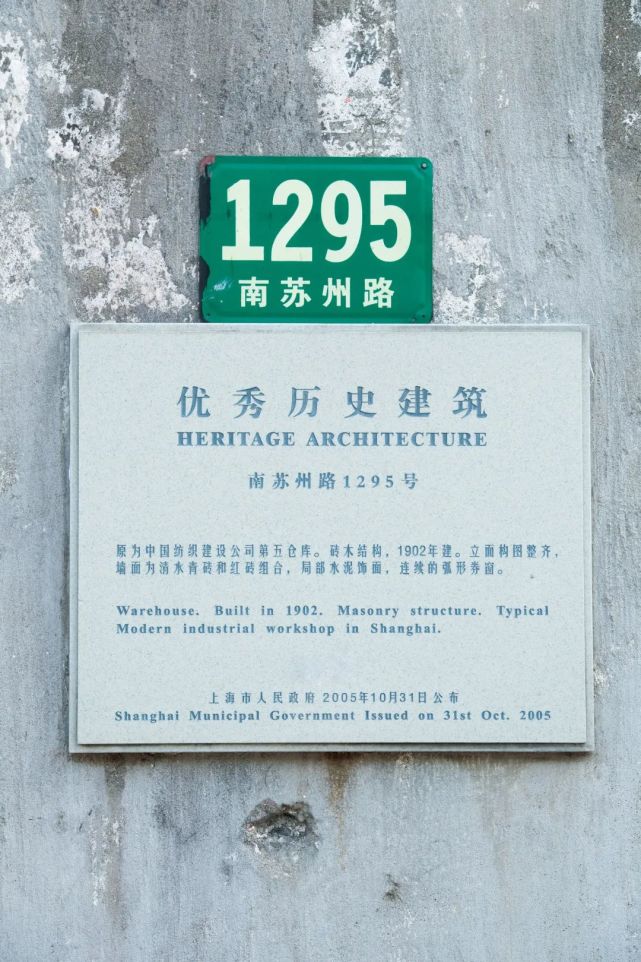 1295
南苏州路
优秀历史建筑
HERITAGE ARCHITECTURE
南苏州路1295号
原为中国纺织建设公司第五仓库。砖木结构，1902年建。立面构图整齐，
墙面为清水青砖和红砖组合，局部水泥饰面，连续的弧形券窗。
Warehouse. Built in 1902. Masonry structure. Typical
Modern industrial workshop in Shanghai.
上海市人民政府 2005年10月31日公布
Shanghai Municipal Government Issued on 31st Oct. 2005